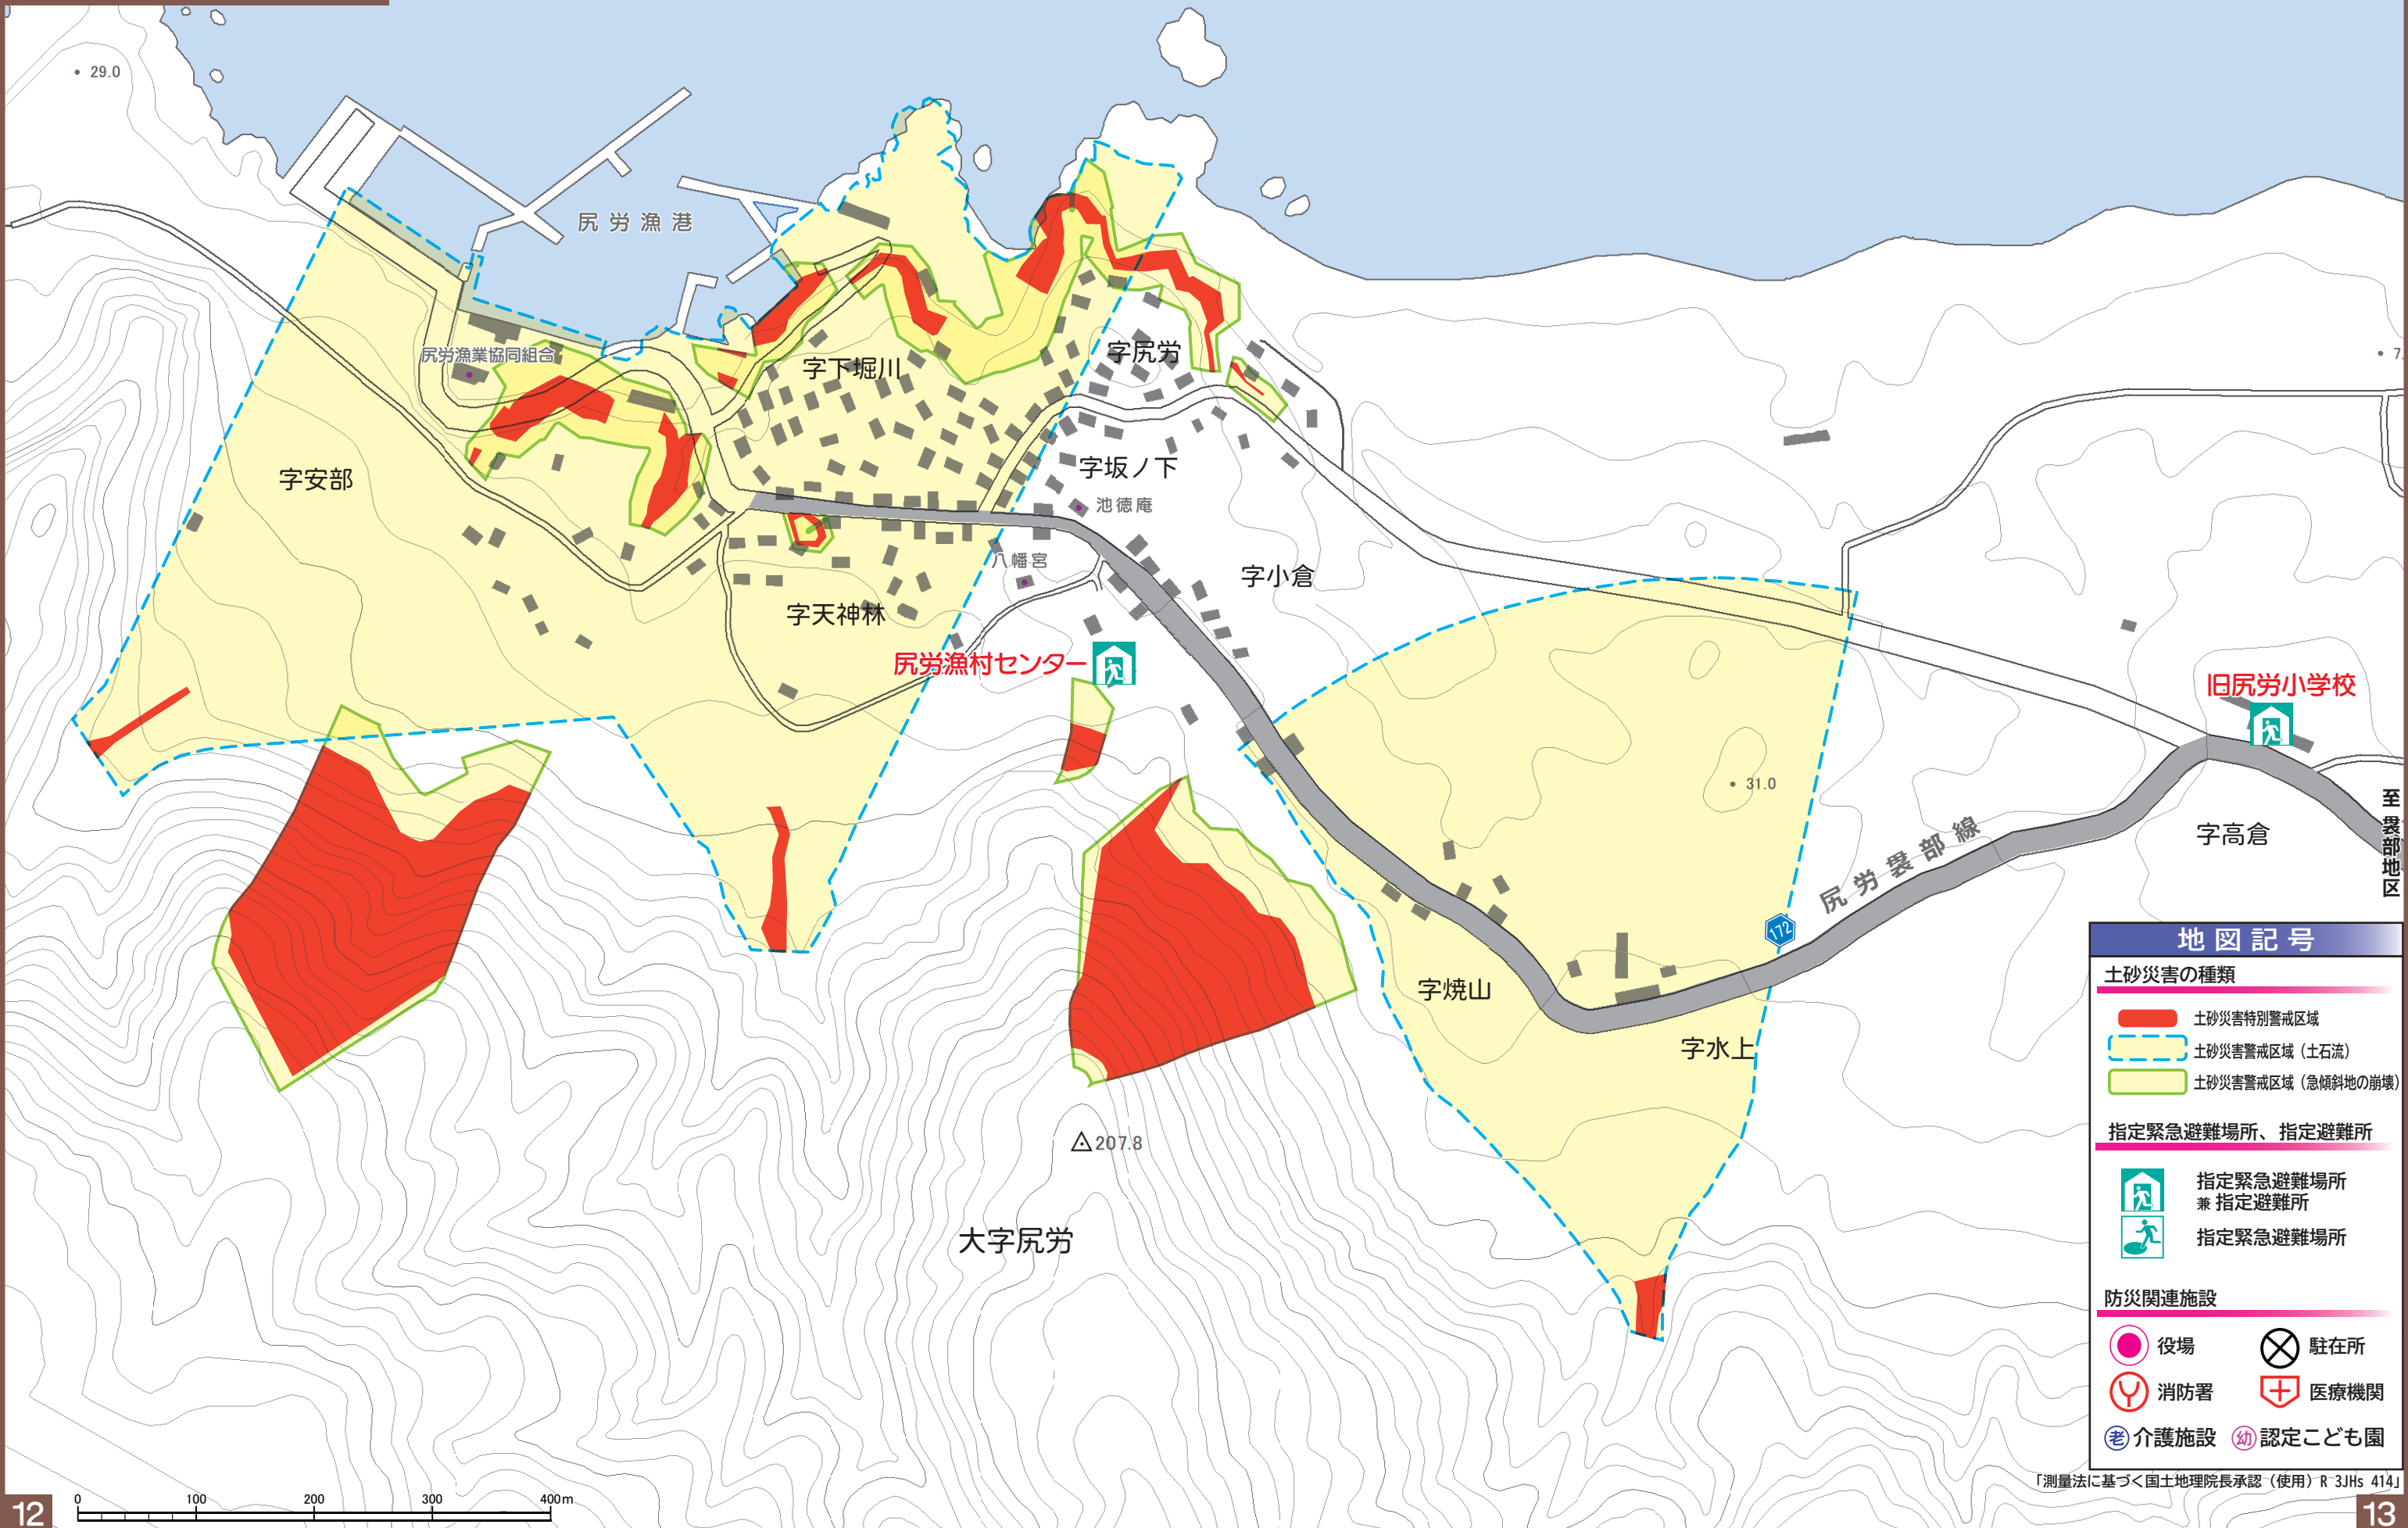 29.0
尻労漁港
尻労漁業協同組合
字下堀川
字尻労
7.
字安部
字坂ノ下
池徳庵
八幡宮
字小倉
字天神林
尻労漁村センター
旧尻労小学校
31.0
至 袰部地区
字高倉
尻労袰部線
172
字焼山
字水上
207.8
大字尻労
地図記号
土砂災害の種類
土砂災害特別警戒区域
土砂災害警戒区域（土石流）
土砂災害警戒区域（急傾斜地の崩壊）
指定緊急避難場所、指定避難所
指定緊急避難場所
兼 指定避難所
指定緊急避難場所
防災関連施設
役場 駐在所
消防署 医療機関
老 介護施設 幼 認定こども園
「測量法に基づく国土地理院長承認（使用）R 3JHs 414」
0 100 200 300 400m
12
13